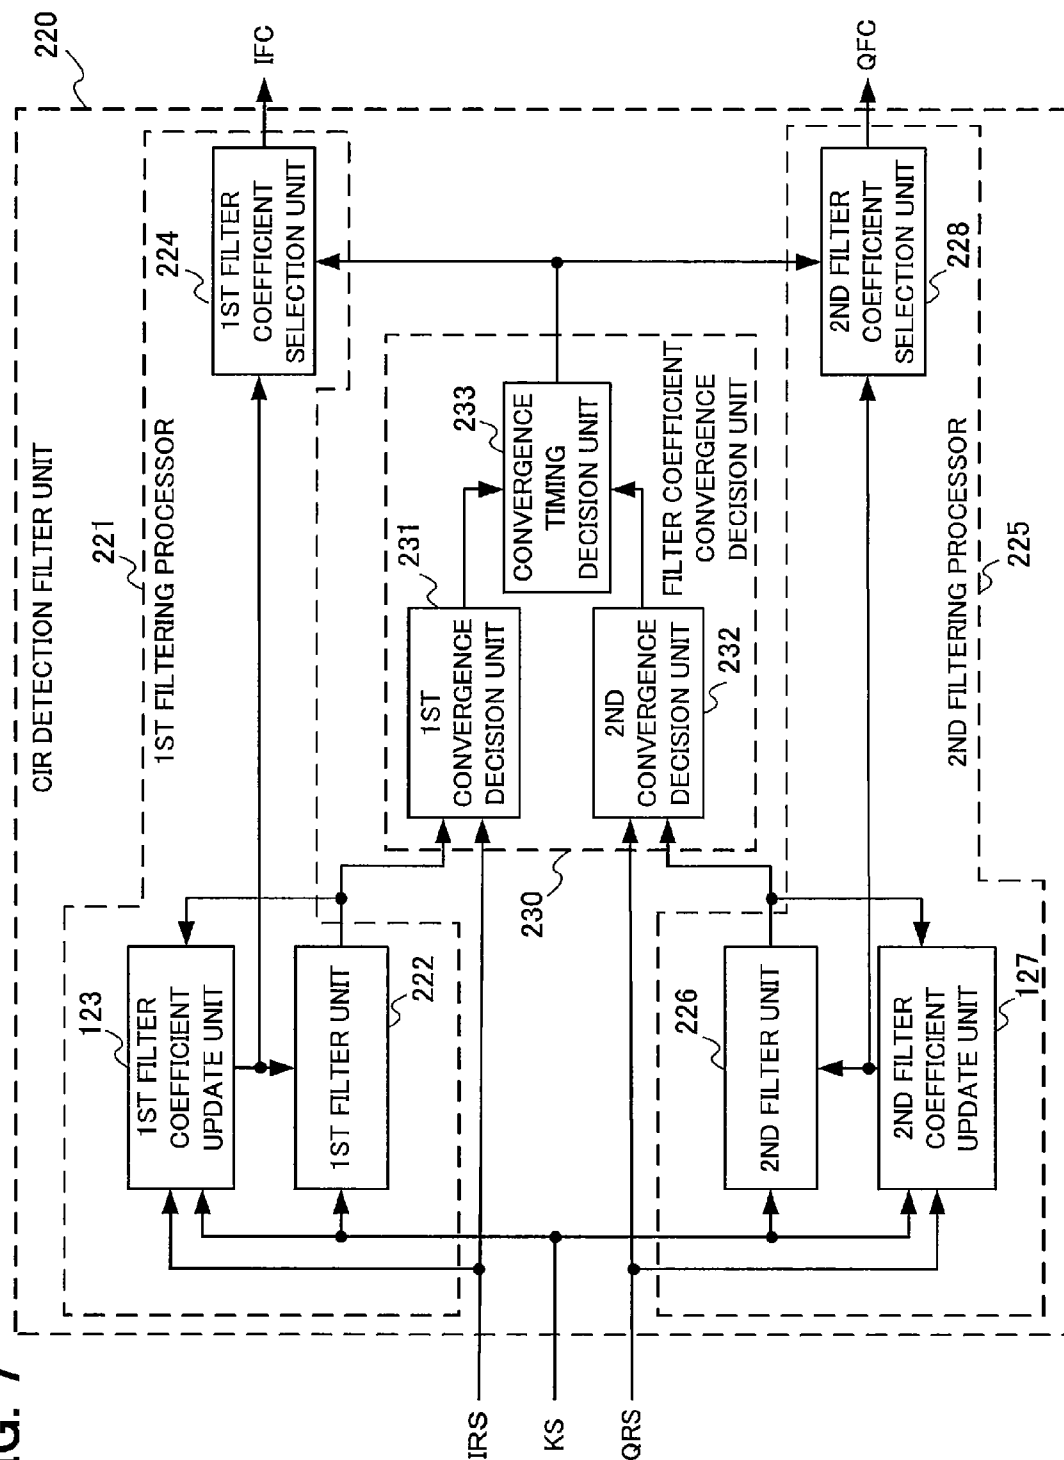 FIG. 7
220
CIR DETECTION FILTER UNIT
221
1ST FILTERING PROCESSOR
123
1ST FILTER
COEFFICIENT
UPDATE UNIT
224
1ST FILTER
COEFFICIENT
SELECTION UNIT
IFC
1ST FILTER UNIT
222
231
1ST
CONVERGENCE
DECISION UNIT
233
CONVERGENCE
TIMING
DECISION UNIT
IRS
KS
QRS
230
2ND
CONVERGENCE
DECISION UNIT
232
FILTER COEFFICIENT
CONVERGENCE
DECISION UNIT
226
2ND FILTER UNIT
2ND FILTER
COEFFICIENT
SELECTION UNIT
228
QFC
2ND FILTER
COEFFICIENT
UPDATE UNIT
127
2ND FILTERING PROCESSOR
225